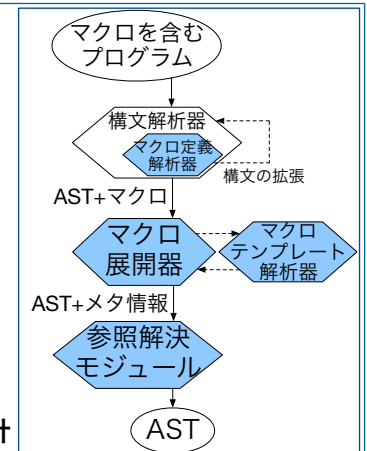 マクロを含む
プログラム
構文解析器
マクロ定義
解析器
構文の拡張
AST+マクロ
マクロ
展開器
マクロ
テンプレート
解析器
AST+メタ情報
参照解決
モジュール
AST